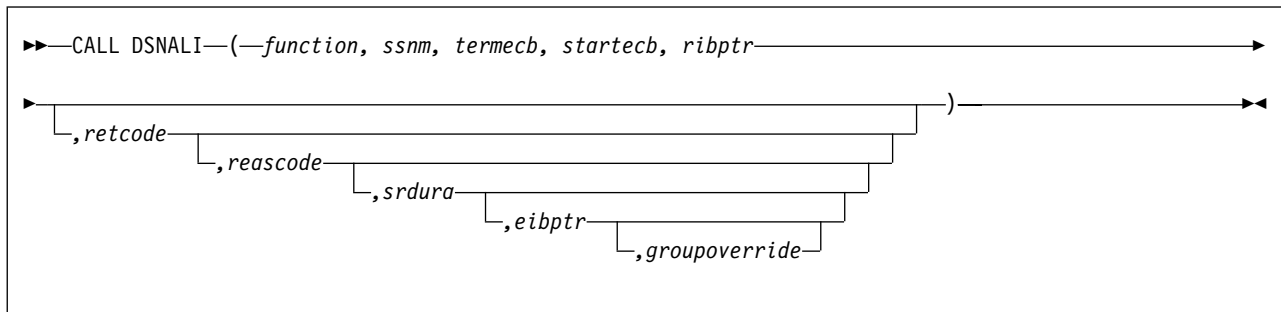 CALL DSNALI ( function, ssnm, termecb, startecb, ribptr
)
,retcode
,reascode
,srdura
,eibptr
,groupoverride